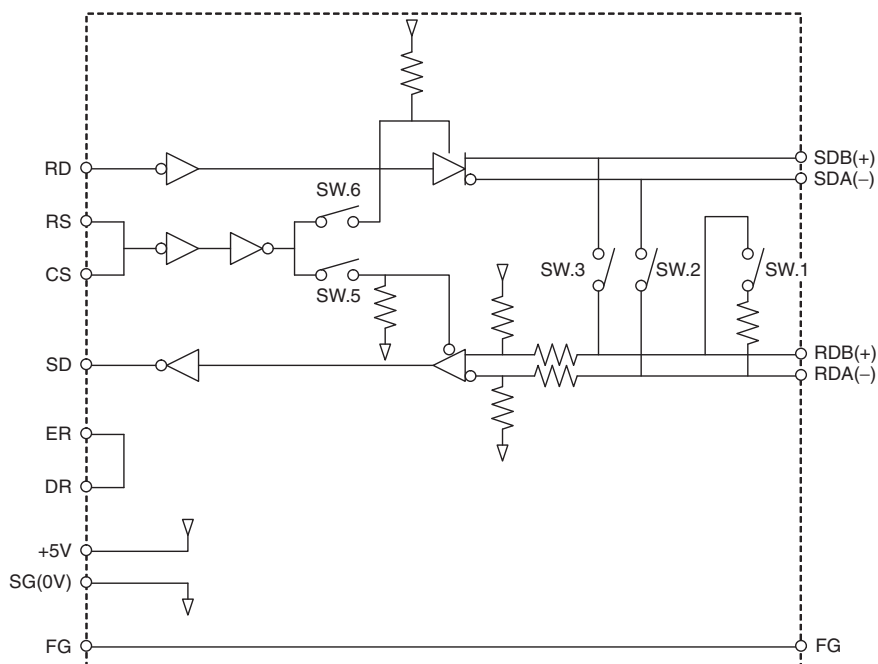 RD
SDB(+)
SDA(−)
SW.6
RS
CS
SW.5
SW.3
SW.2
SW.1
SD
RDB(+)
RDA(−)
ER
DR
+5V
SG(0V)
FG
FG